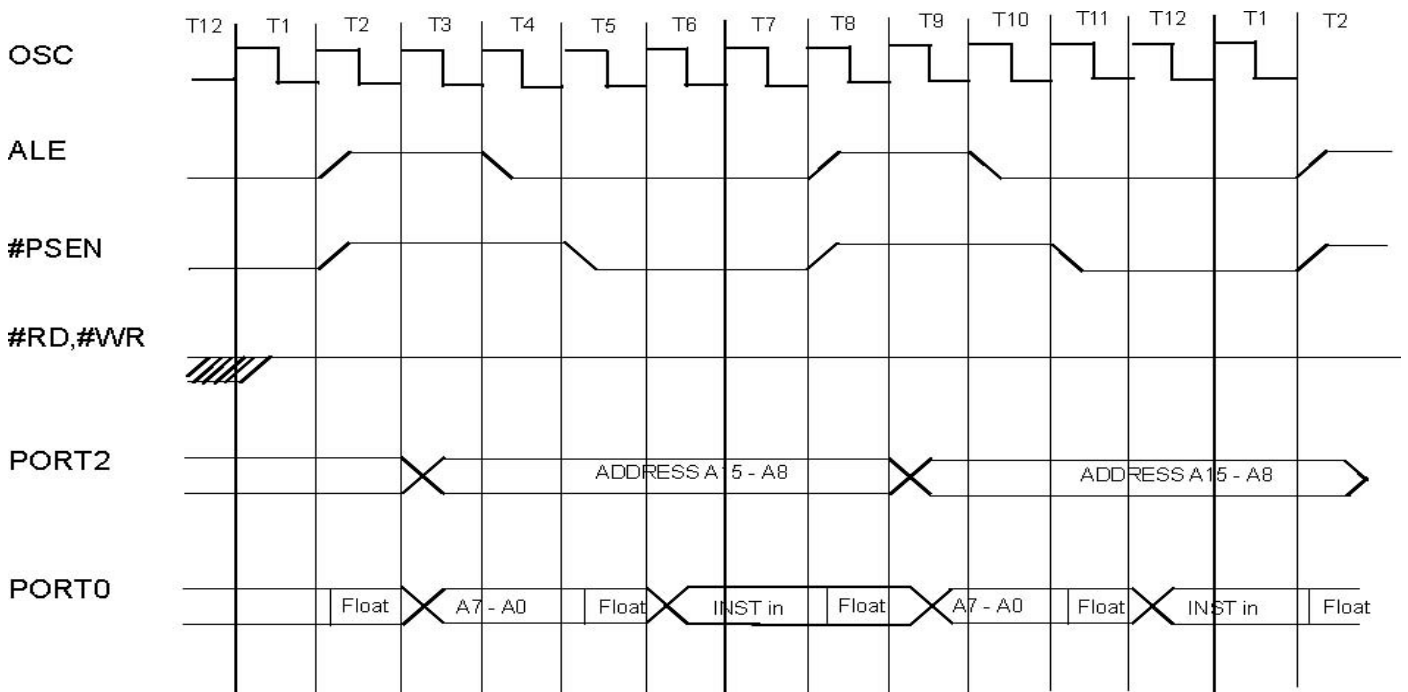 T12 T1 T2 T3 T4 T5 T6 T7 T8 T9 T10 T11 T12 T1 T2
OSC
ALE
#PSEN
#RD,#WR
PORT2 ADDRESS A15 - A8 ADDRESS A15 - A8
PORT0 Float A7 - A0 Float INST in Float A7 - A0 Float INST in Float